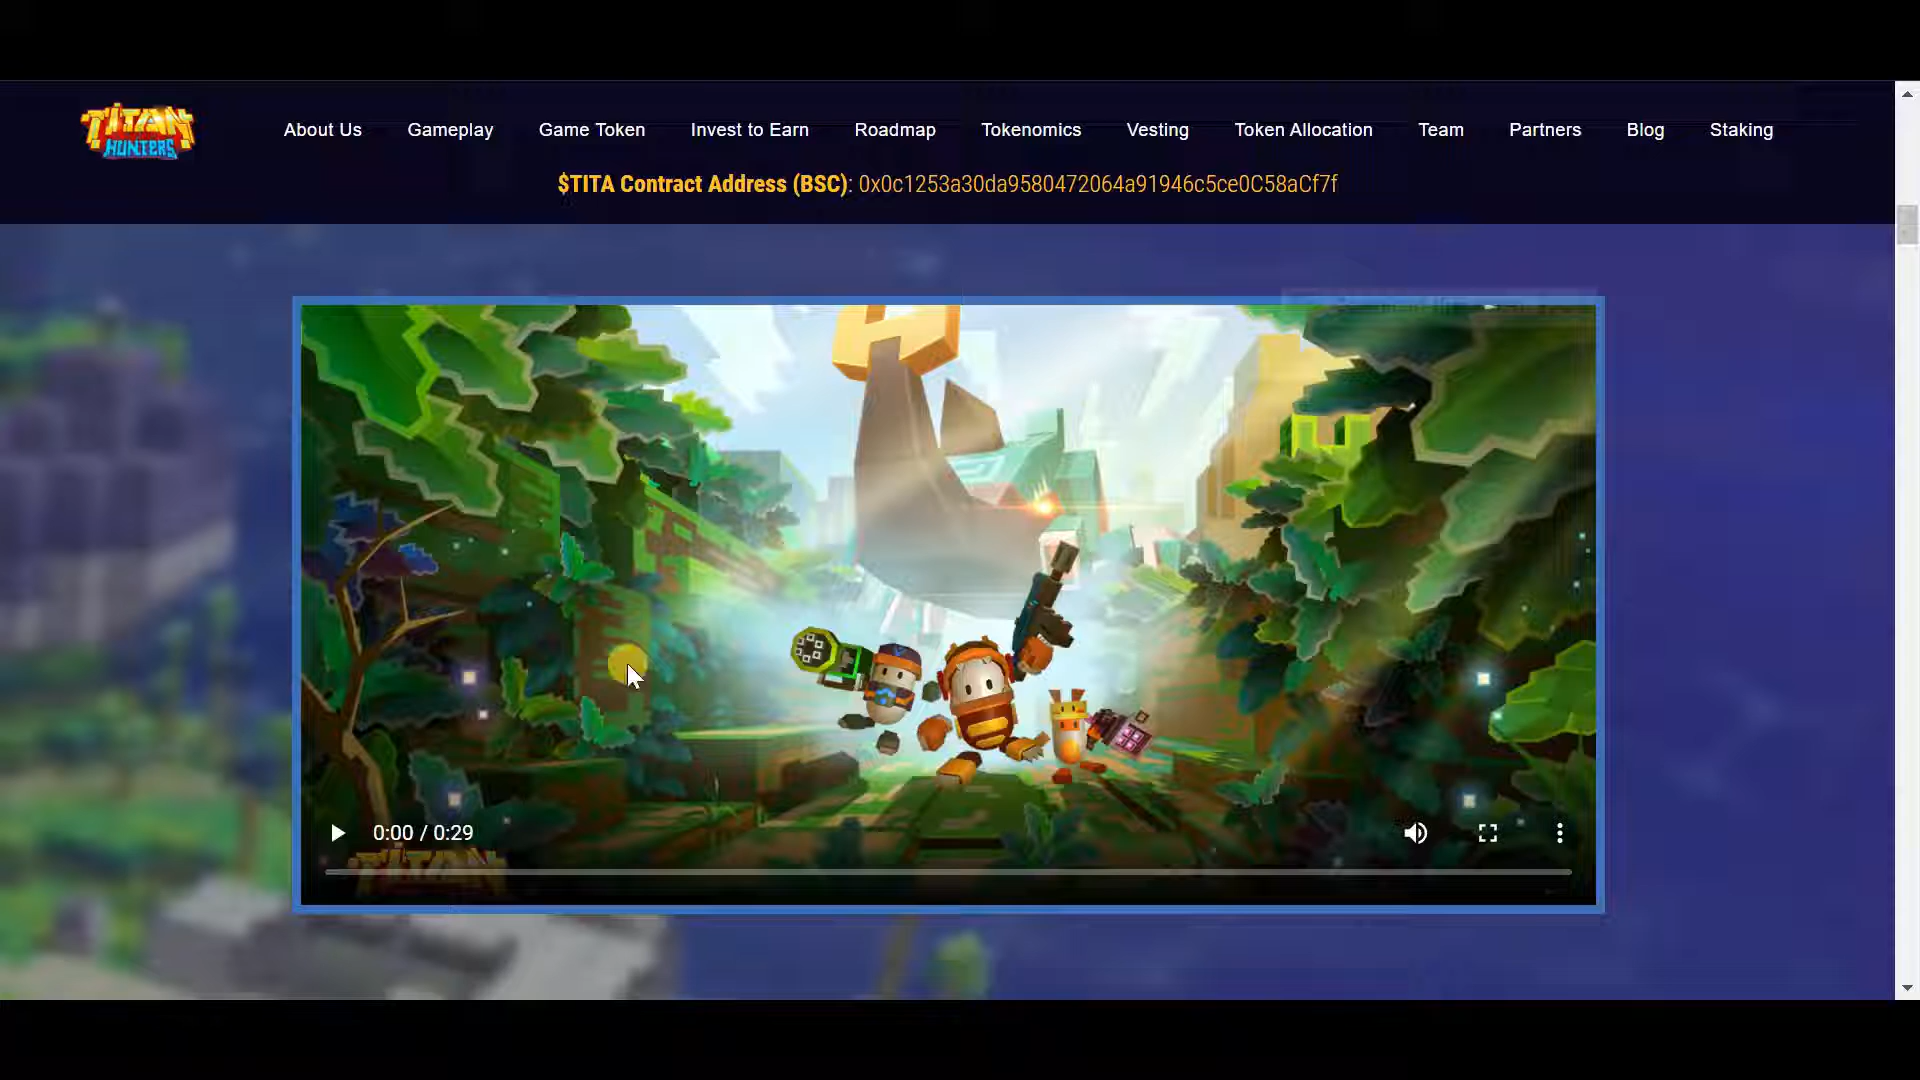 TITAN
HUNTERS
About Us Gameplay Game Token Invest to Earn Roadmap Tokenomics Vesting Token Allocation Team Partners Blog Staking
$TITA Contract Address (BSC): 0x0c1253a30da9580472064a91946c5ce0C58aCf7f
0:00 / 0:29
TITAN